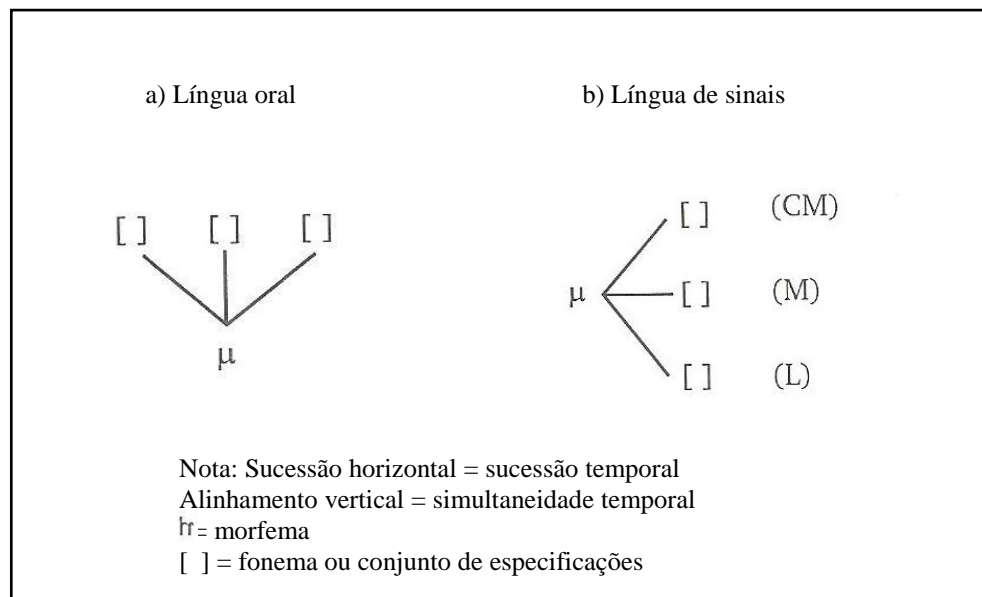 a) Língua oral b) Língua de sinais
[ ] [ ] [ ]
μ
[ ] (CM)
μ [ ] (M)
[ ] (L)
Nota: Sucessão horizontal = sucessão temporal
Alinhamento vertical = simultaneidade temporal
= morfema
[ ] = fonema ou conjunto de especificações